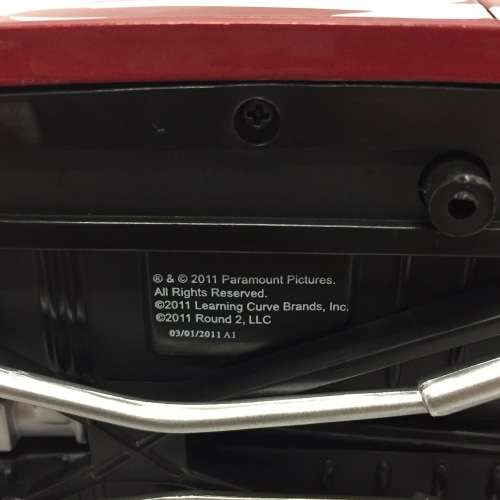 ® & © 2011 Paramount Pictures.
All Rights Reserved.
©2011 Learning Curve Brands, Inc.
©2011 Round 2, LLC
03/01/2011 A1